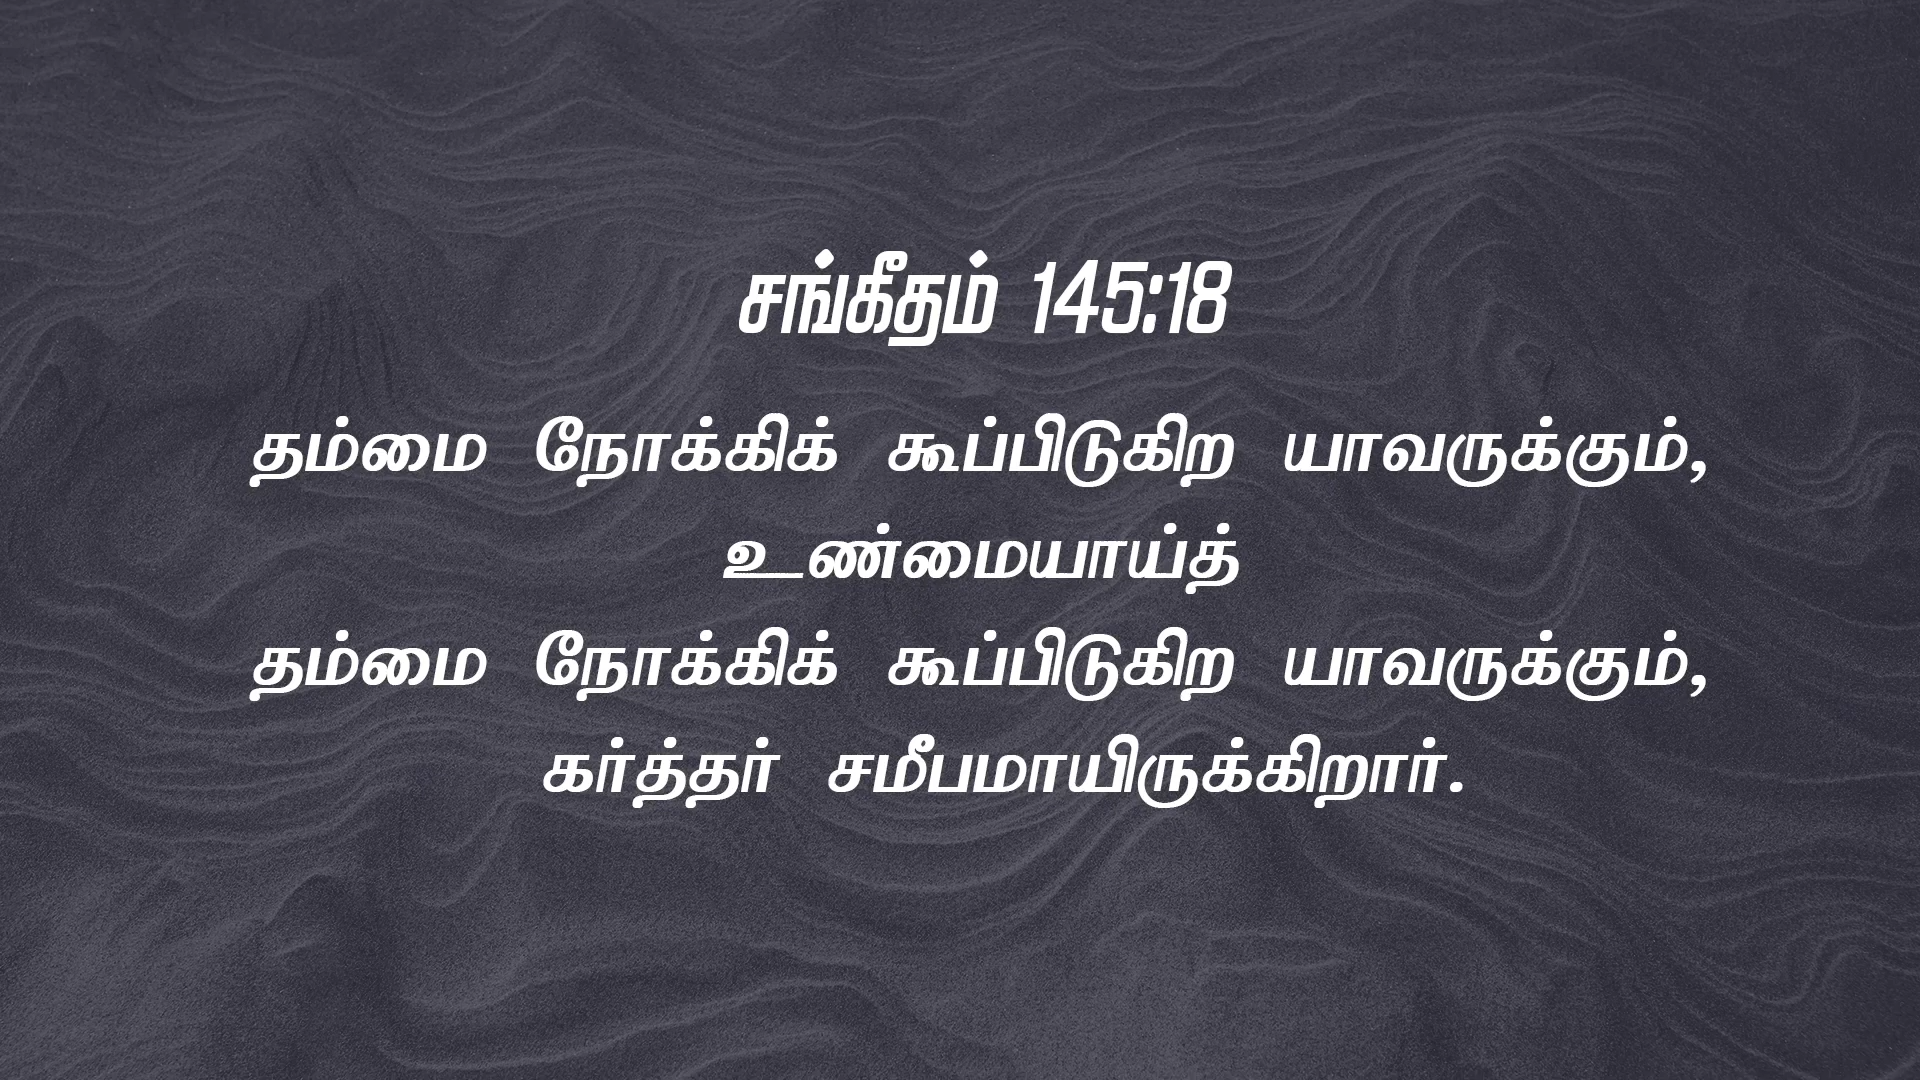 சங்கீதம் 145:18
தம்மை நோக்கிக் கூப்பிடுகிற யாவருக்கும்,
உண்மையாய்த்
தம்மை நோக்கிக் கூப்பிடுகிற யாவருக்கும்,
கர்த்தர் சமீபமாயிருக்கிறார்.